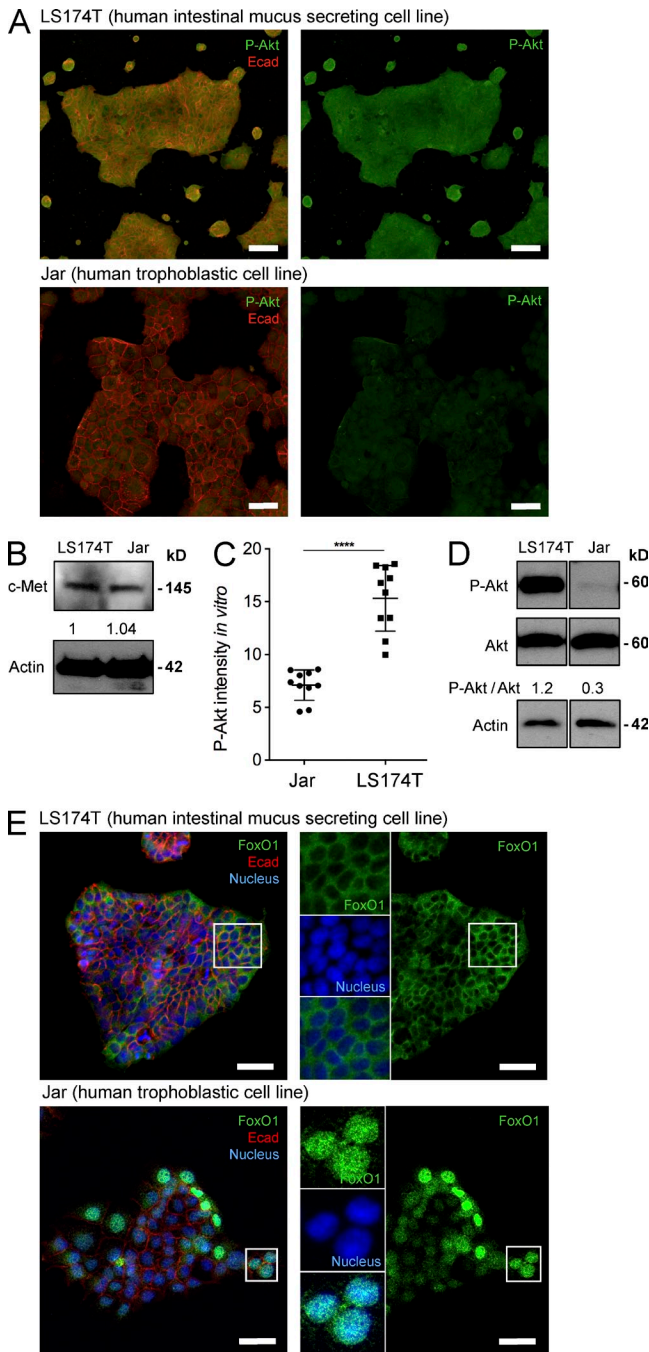 A
LS174T (human intestinal mucus secreting cell line)
P-Akt
Ecad
P-Akt
Jar (human trophoblastic cell line)
P-Akt
Ecad
P-Akt
B
LS174T Jar kD
c-Met
-145
1 1.04
Actin
-42
C
P-Akt intensity in vitro
****
20
15
10
5
0
Jar LS174T
D
LS174T Jar kD
P-Akt
-60
Akt
-60
P-Akt/Akt 1.2 0.3
Actin
-42
E
LS174T (human intestinal mucus secreting cell line)
FoxO1
Ecad
Nucleus
FoxO1
Nucleus
FoxO1
Jar (human trophoblastic cell line)
FoxO1
Ecad
Nucleus
FoxO1
Nucleus
FoxO1